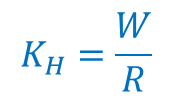 K_H = W/R